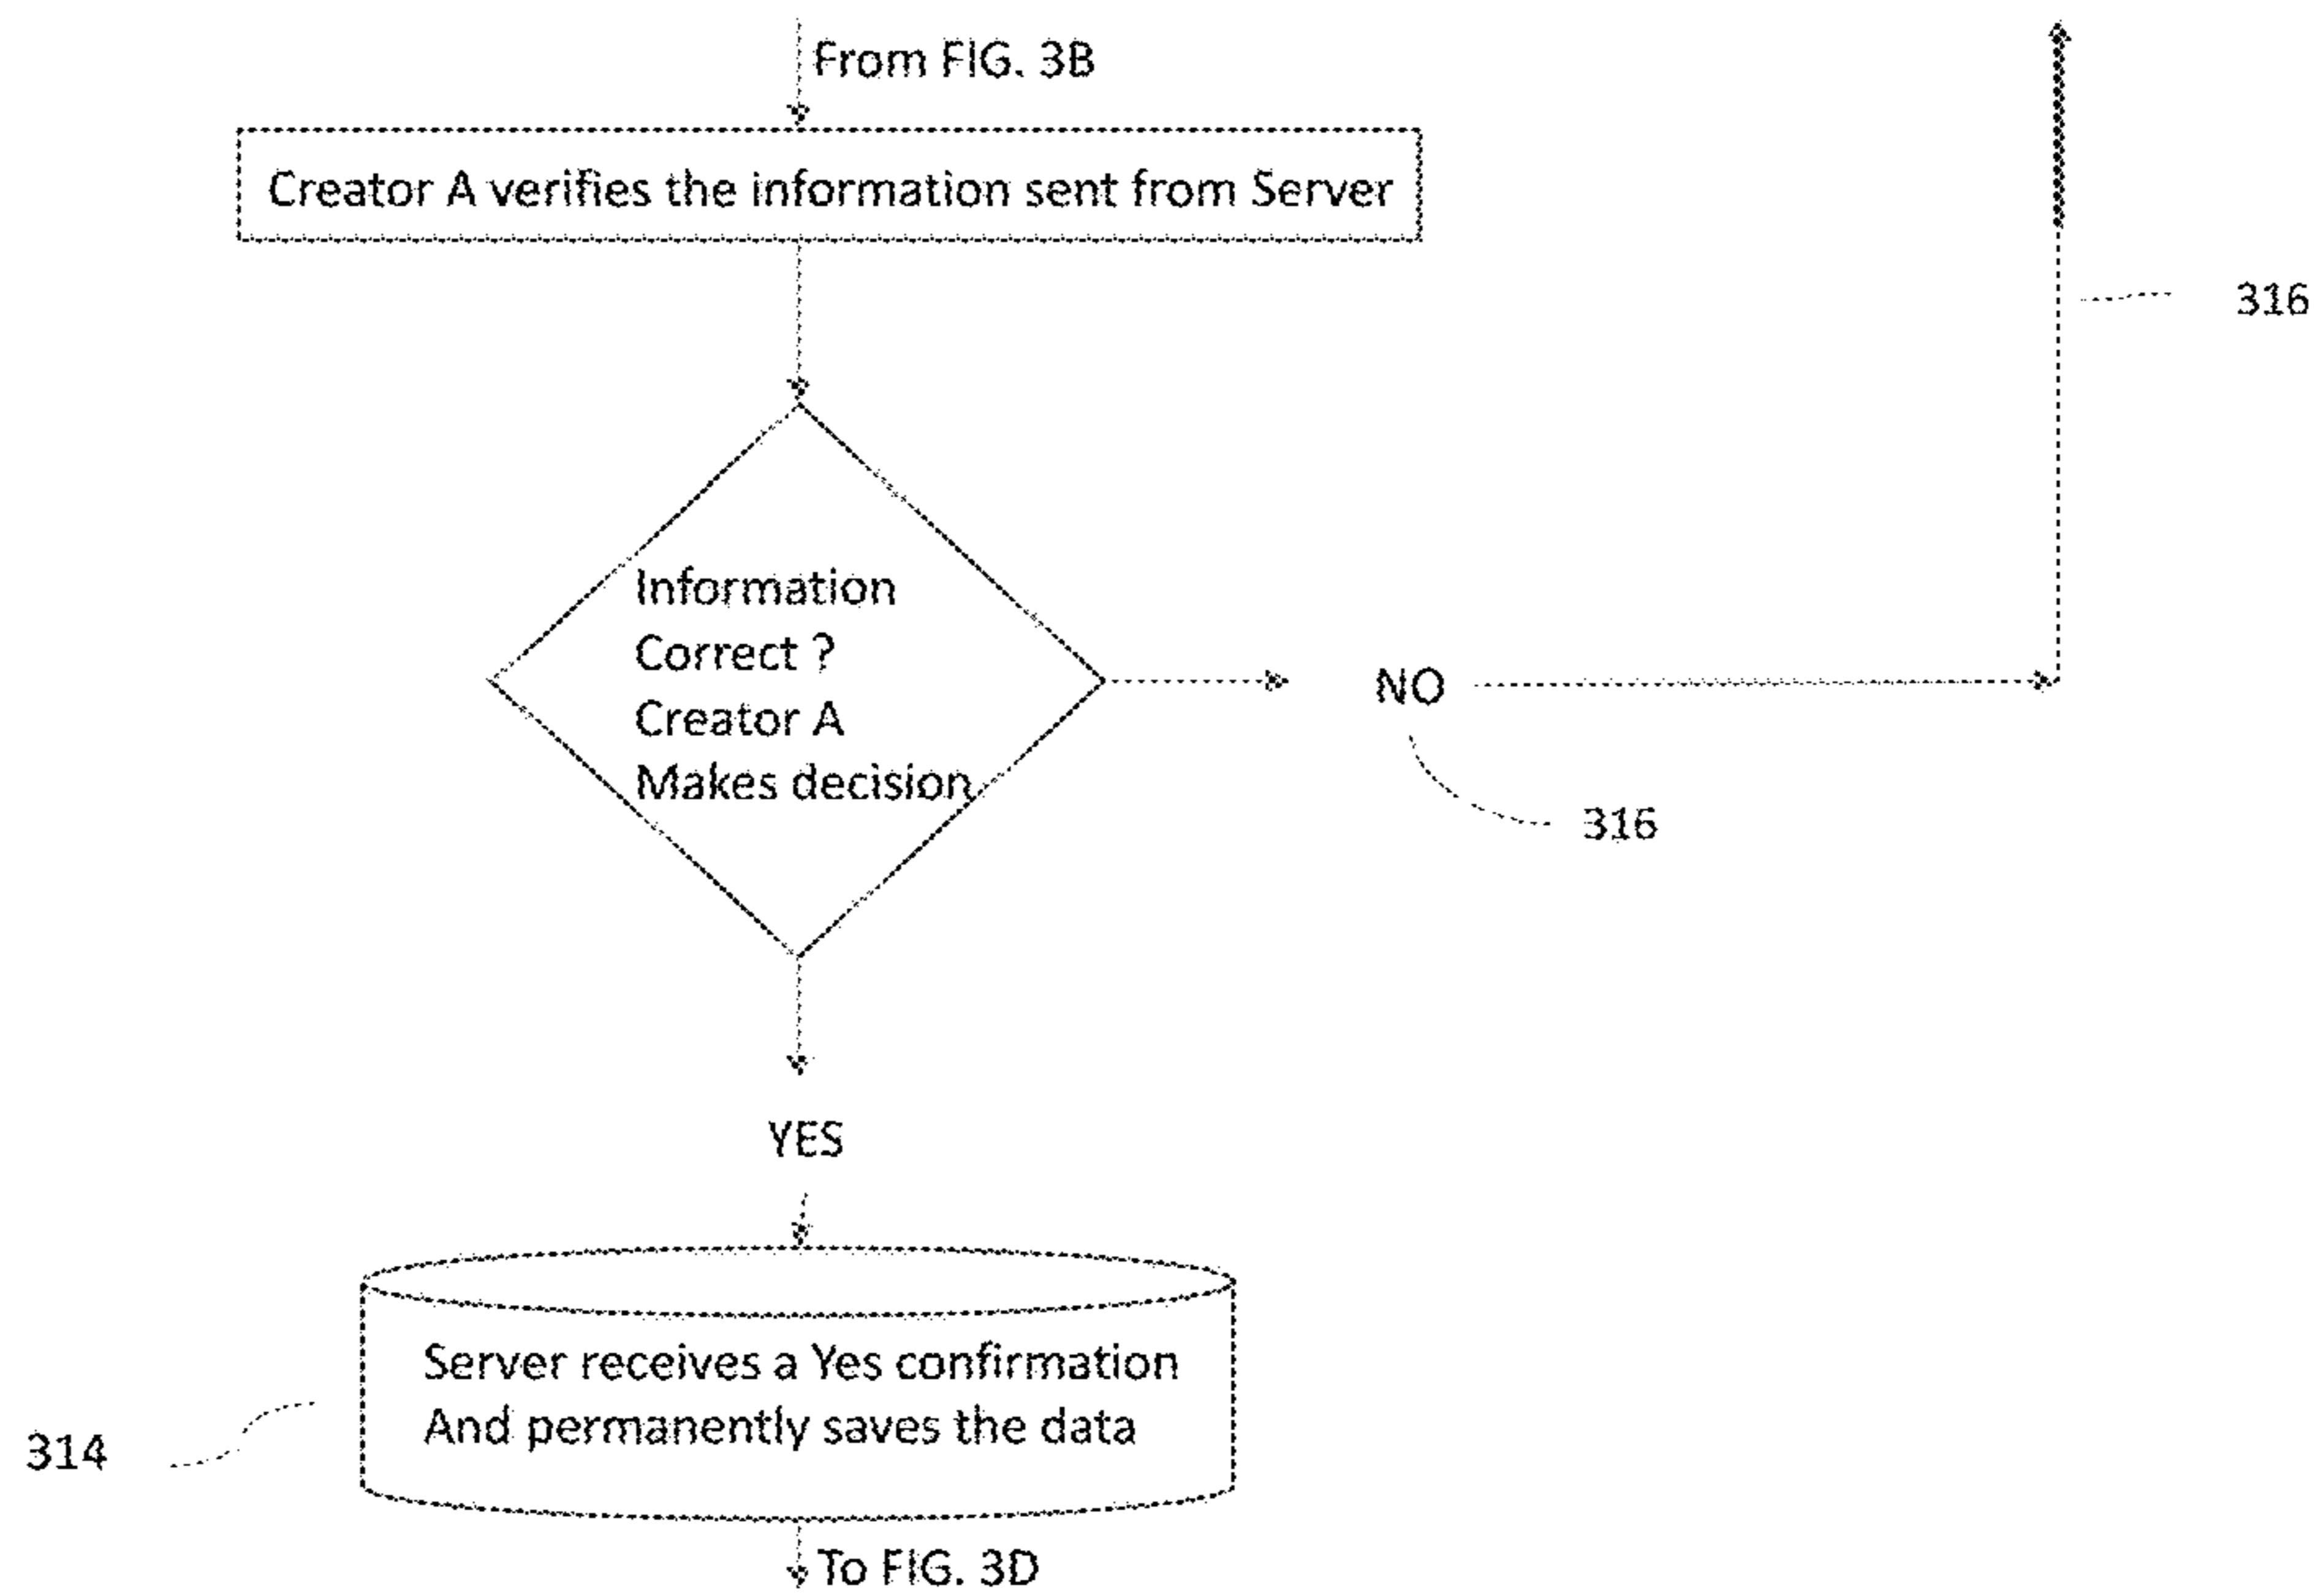 From FIG. 3B
Creator A verifies the information sent from Server
316
Information
Correct ?
Creator A
Makes decision
NO
316
YES
Server receives a Yes confirmation
And permanently saves the data
314
To FIG. 3D